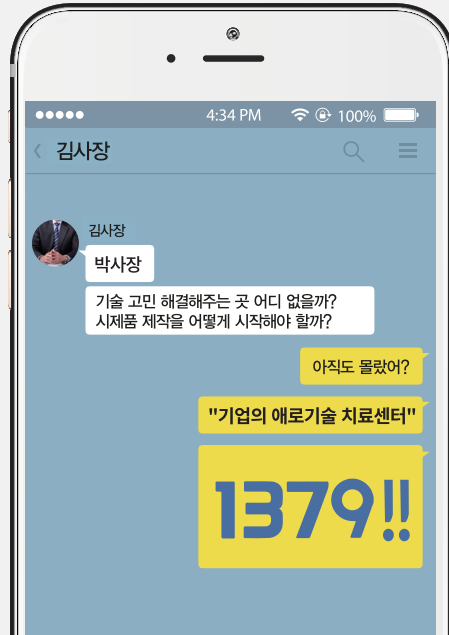 4:34 PM 100%
김사장
김사장
박사장
기술 고민 해결해주는 곳 어디 없을까?
시제품 제작을 어떻게 시작해야 할까?
아직도 몰랐어?
"기업의 애로기술 치료센터"
1379!!